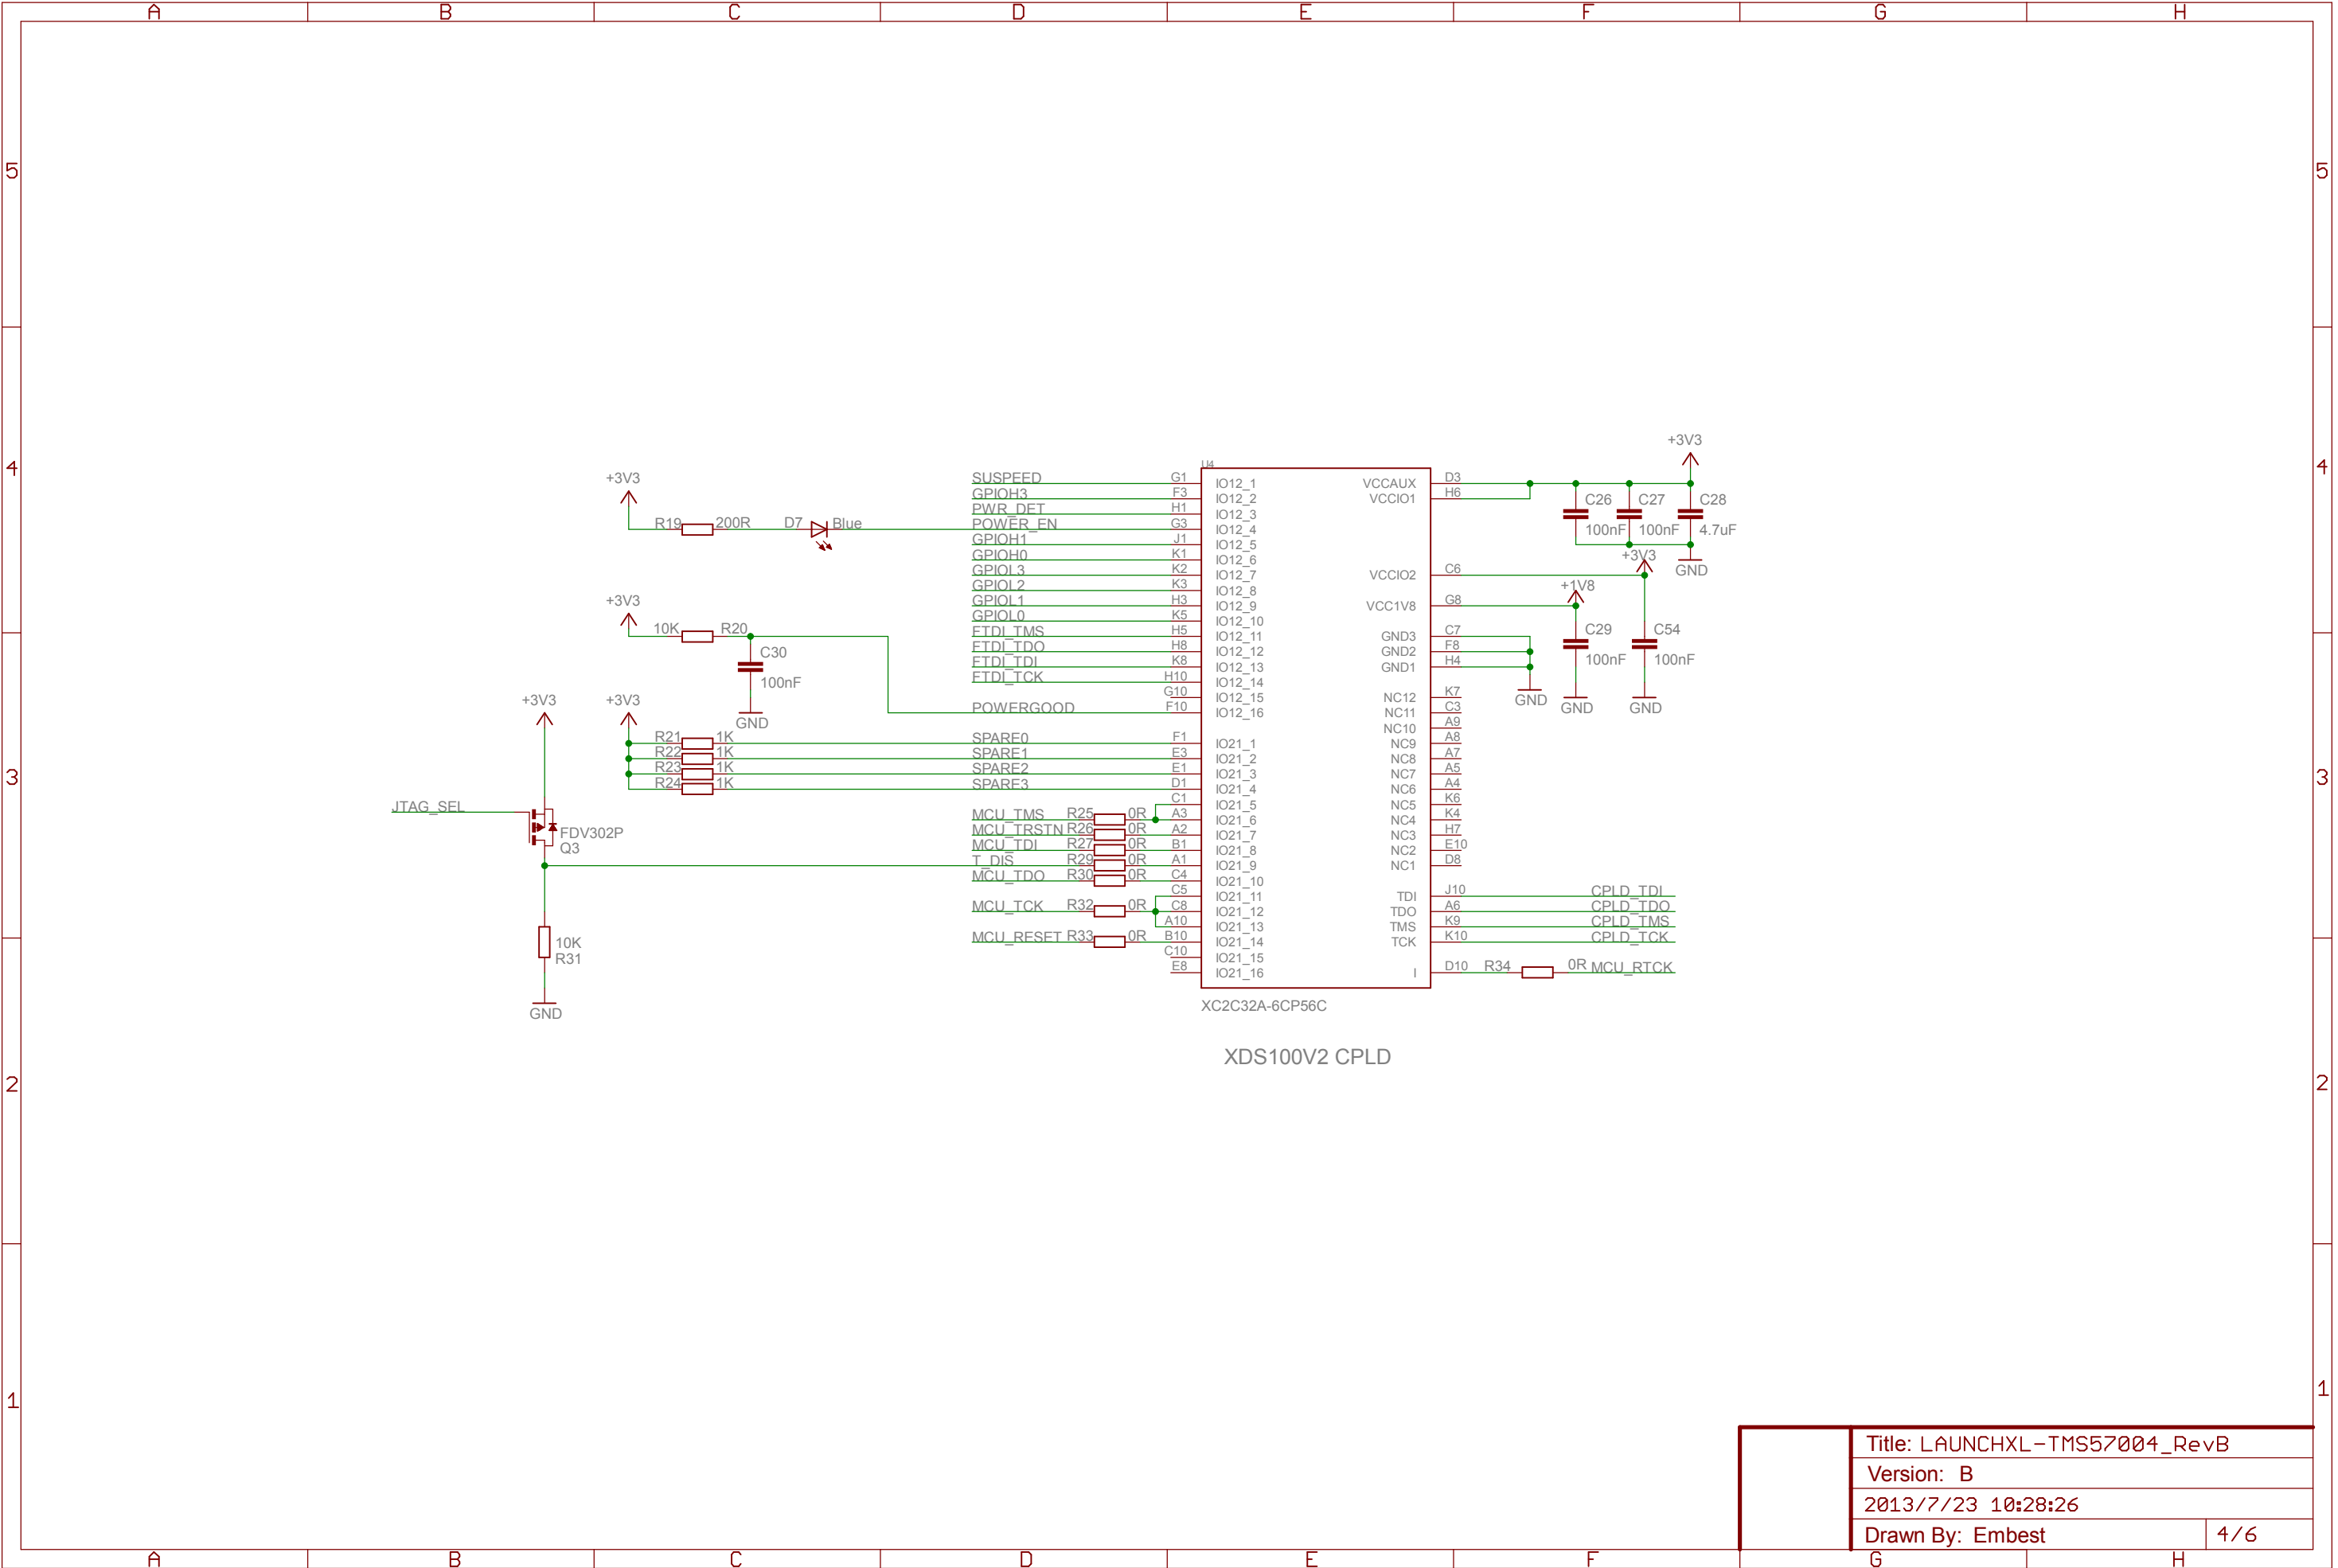 A B C D E F G H
5 5
4 4
3 3
2 2
1 1
+3V3
R19 200R D7 Blue
+3V3
10K R20
C30
100nF
GND
+3V3
+3V3
R21 1K
R22 1K
R23 1K
R24 1K
JTAG_SEL
FDV302P
Q3
10K
R31
GND
SUSPEED G1
GPIOH3 F3
PWR_DET H1
POWER_EN G3
GPIOH1 J1
GPIOH0 K1
GPIOL3 K2
GPIOL2 K3
GPIOL1 H3
GPIOL0 K5
FTDI_TMS H5
FTDI_TDO H8
FTDI_TDI K8
FTDI_TCK H10
G10
POWERGOOD F10
SPARE0 F1
SPARE1 E3
SPARE2 E1
SPARE3 D1
C1
MCU_TMS R25 0R A3
MCU_TRSTN R26 0R A2
MCU_TDI R27 0R B1
T_DIS R29 0R A1
MCU_TDO R30 0R C4
C5
MCU_TCK R32 0R C8
A10
MCU_RESET R33 0R B10
C10
E8
U4
IO12_1
IO12_2
IO12_3
IO12_4
IO12_5
IO12_6
IO12_7
IO12_8
IO12_9
IO12_10
IO12_11
IO12_12
IO12_13
IO12_14
IO12_15
IO12_16
IO21_1
IO21_2
IO21_3
IO21_4
IO21_5
IO21_6
IO21_7
IO21_8
IO21_9
IO21_10
IO21_11
IO21_12
IO21_13
IO21_14
IO21_15
IO21_16
VCCAUX D3
VCCIO1 H6
VCCIO2 C6
VCC1V8 G8
GND3 C7
GND2 F8
GND1 H4
NC12 K7
NC11 C3
NC10 A9
NC9 A8
NC8 A7
NC7 A5
NC6 A4
NC5 K6
NC4 K4
NC3 H7
NC2 E10
NC1 D8
TDI J10 CPLD_TDI
TDO A6 CPLD_TDO
TMS K9 CPLD_TMS
TCK K10 CPLD_TCK
I D10 R34 0R MCU_RTCK
+3V3
C26 C27 C28
100nF 100nF 4.7uF
+3V3
GND
+1V8
C29 C54
100nF 100nF
GND GND GND
XC2C32A-6CP56C
XDS100V2 CPLD
Title: LAUNCHXL-TMS57004_RevB
Version: B
2013/7/23 10:28:26
Drawn By: Embest 4/6
A B C D E F G H